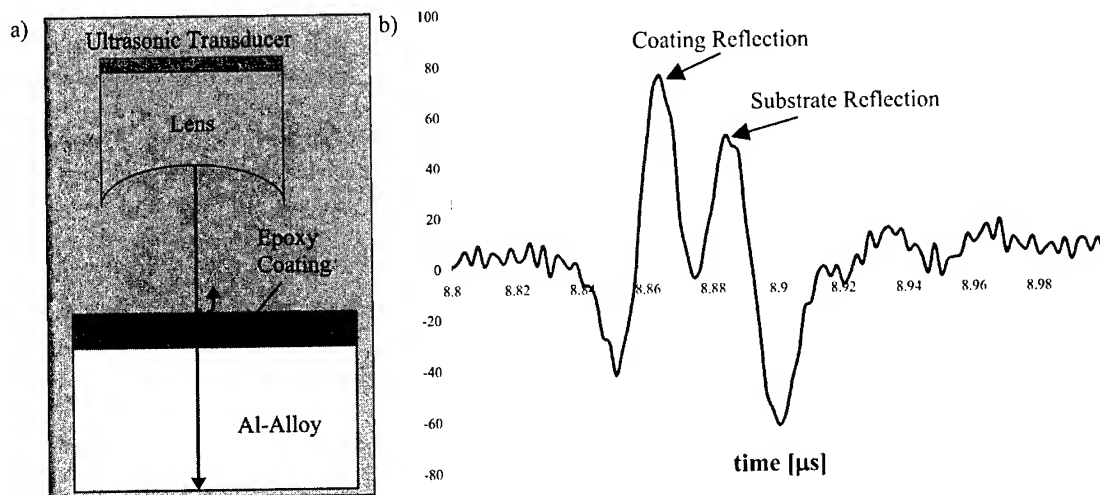 a)
Ultrasonic Transducer
Lens
Epoxy
Coating
Al-Alloy
b)
100
80
60
40
20
0
-20
-40
-60
-80
Coating Reflection
Substrate Reflection
8.8 8.82 8.84 8.86 8.88 8.9 8.92 8.94 8.96 8.98
time [µs]